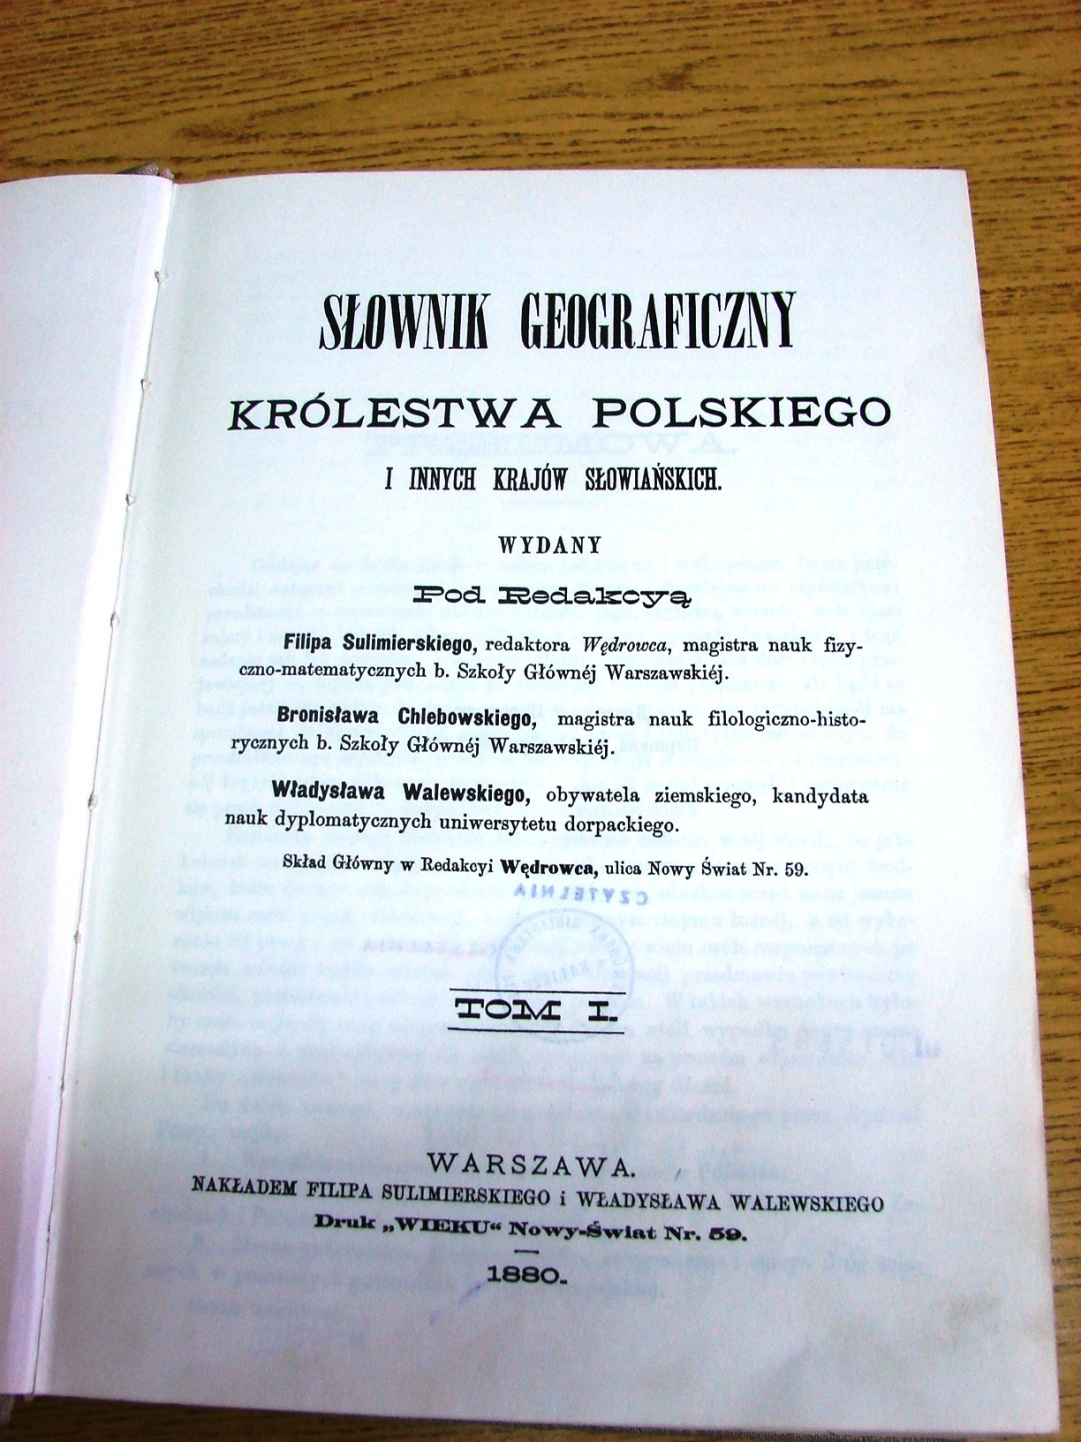 SŁOWNIK GEOGRAFICZNY
KRÓLESTWA POLSKIEGO
I INNYCH KRAJÓW SŁOWIAŃSKICH.
WYDANY
Pod Redakcyą
Filipa Sulimierskiego, redaktora Wędrowca, magistra nauk fizy-
czno-matematycznych b. Szkoły Głównéj Warszawskiéj.
Bronisława Chlebowskiego, magistra nauk filologiczno-histo-
rycznych b. Szkoły Głównéj Warszawskiéj.
Władysława Walewskiego, obywatela ziemskiego, kandydata
nauk dyplomatycznych uniwersytetu dorpackiego.
Skład Główny w Redakcyi Wędrowca, ulica Nowy Świat Nr. 59.
CZYTELNIA
TOM I.
WARSZAWA.
NAKŁADEM FILIPA SULIMIERSKIEGO i WŁADYSŁAWA WALEWSKIEGO
Druk „WIEKU“ Nowy-Świat Nr. 59.
1880.